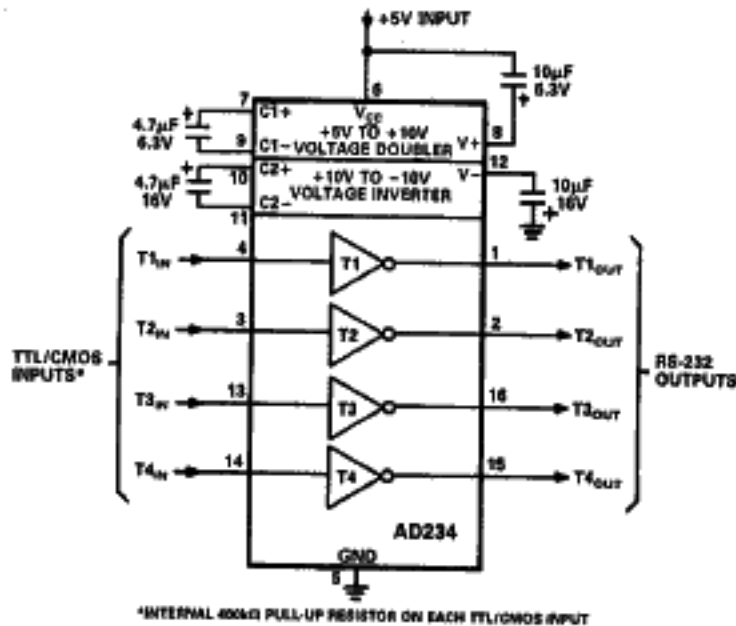 +5V INPUT
10µF
6.3V
+
6
VCC
7
C1+
+
4.7µF
6.3V
9
C1–
+5V TO +10V
VOLTAGE DOUBLER
V+
8
C2+
+
10
4.7µF
16V
C2–
11
+10V TO –10V
VOLTAGE INVERTER
V–
12
10µF
16V
+
TTL/CMOS
INPUTS*
T1IN
4
T1
1
T1OUT
T2IN
3
T2
2
T2OUT
T3IN
13
T3
16
T3OUT
T4IN
14
T4
15
T4OUT
RS-232
OUTPUTS
AD234
GND
5
*INTERNAL 400kΩ PULL-UP RESISTOR ON EACH TTL/CMOS INPUT